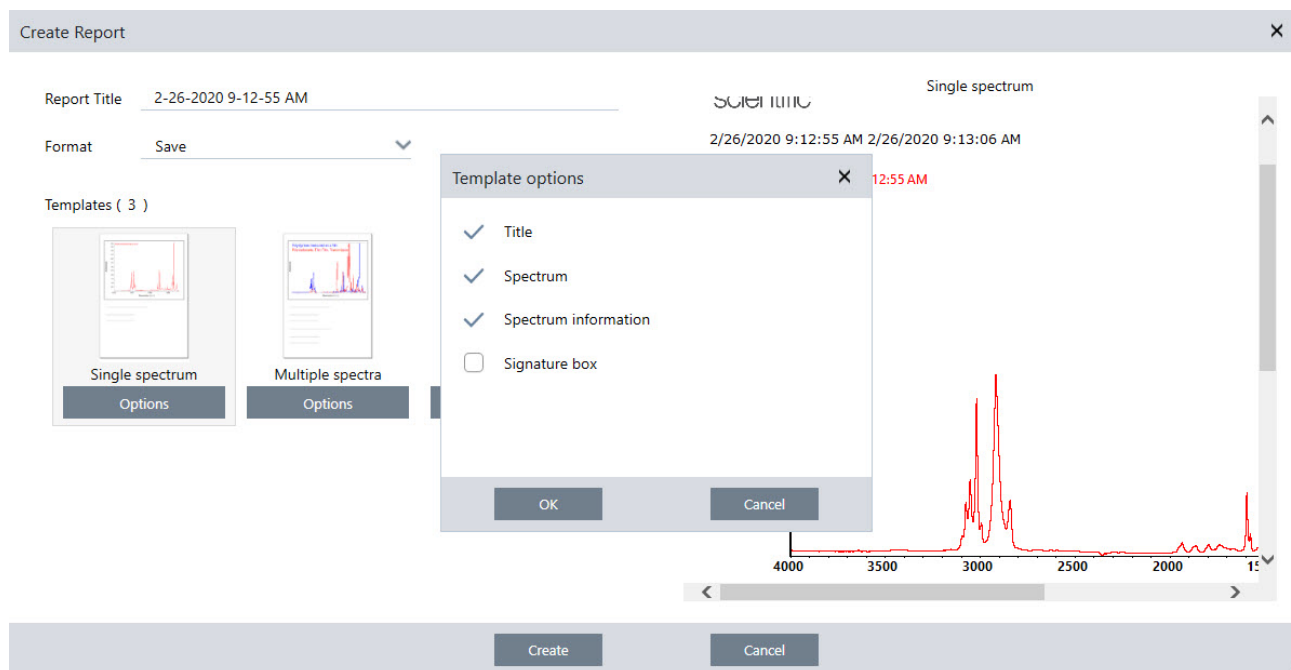 Create Report
Report Title
2-26-2020 9-12-55 AM
Format
Save
Templates ( 3 )
Single spectrum
Options
Multiple spectra
Options
Template options
Title
Spectrum
Spectrum information
Signature box
OK
Cancel
Single spectrum
2/26/2020 9:12:55 AM 2/26/2020 9:13:06 AM
12:55 AM
4000 3500 3000 2500 2000
Create
Cancel